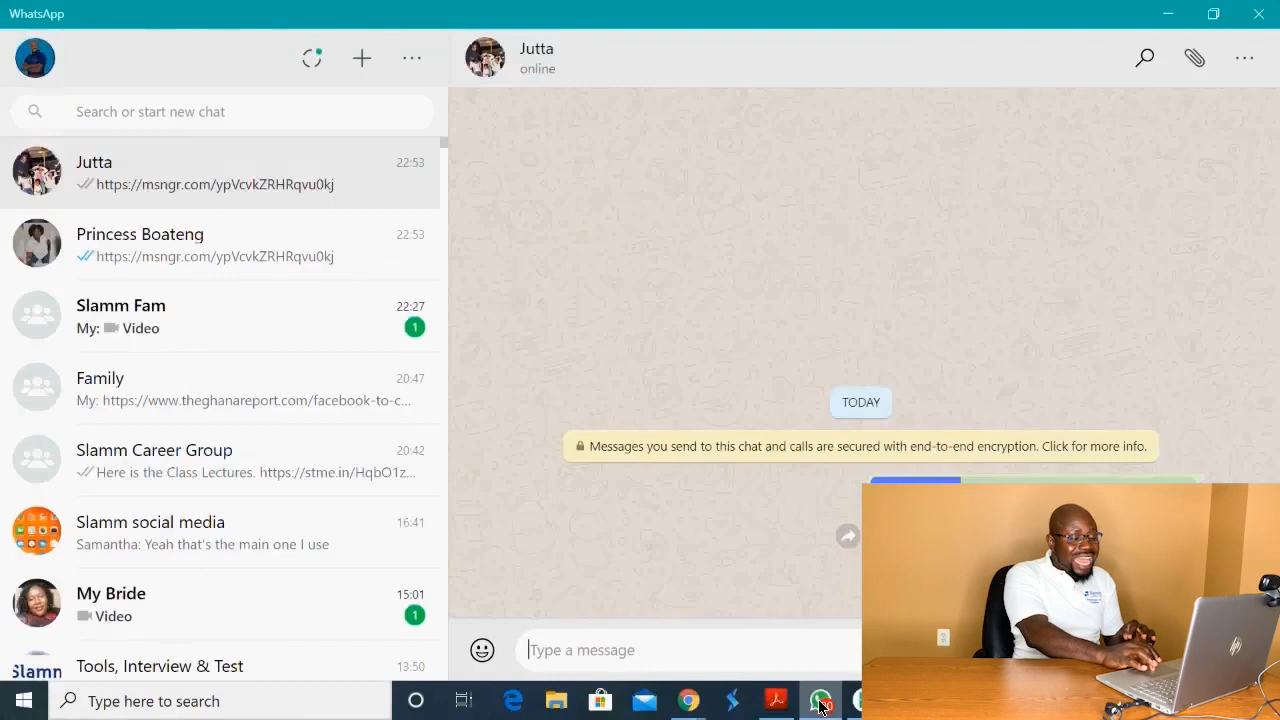 WhatsApp
Jutta
online
Search or start new chat
Jutta 22:53
https://msngr.com/ypVcvkZRHRqvu0kj
Princess Boateng 22:53
https://msngr.com/ypVcvkZRHRqvu0kj
Slamm Fam 22:27
My: Video 1
Family 20:47
My: https://www.theghanareport.com/facebook-to-c...
Slamm Career Group 20:42
Here is the Class Lectures. https://stme.in/HqbO1z...
Slamm social media 16:41
Samantha: Yeah that's the main one I use
My Bride 15:01
Video 1
Tools, Interview & Test 13:50
Slamm
TODAY
Messages you send to this chat and calls are secured with end-to-end encryption. Click for more info.
Type a message
Type here to search
hp